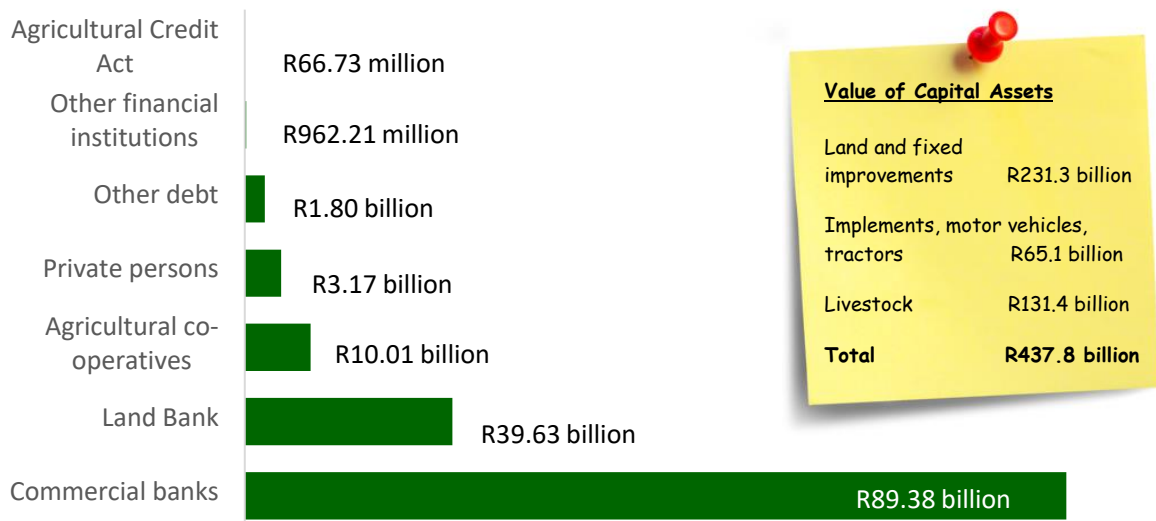 Agricultural Credit
Act
R66.73 million
Other financial
institutions
R962.21 million
Other debt
R1.80 billion
Private persons
R3.17 billion
Agricultural co-
operatives
R10.01 billion
Land Bank
R39.63 billion
Commercial banks
R89.38 billion
Value of Capital Assets
Land and fixed
improvements R231.3 billion
Implements, motor vehicles,
tractors R65.1 billion
Livestock R131.4 billion
Total R437.8 billion